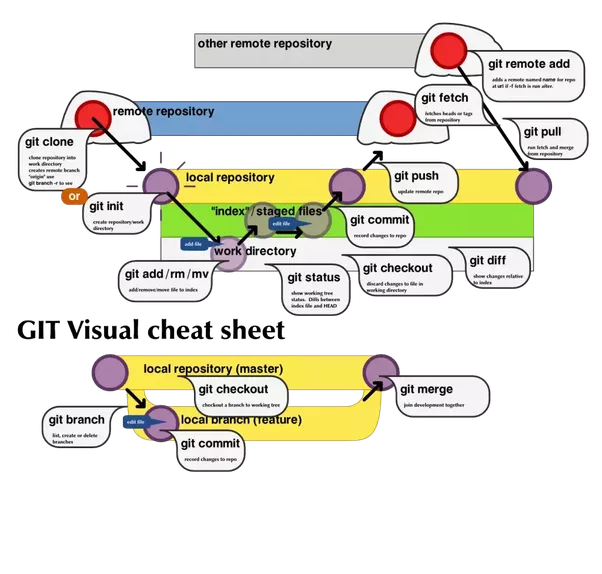 other remote repository
git remote add
adds a remote named name for repo
at url if -f fetch is run after.
git fetch
fetches heads or tags
from repository
remote repository
git pull
run fetch and merge
from repository
git clone
clone repository into
work directory
creates remote branch
"origin" use
git branch -r to see
or
local repository
git push
update remote repo
git init
create repository/work
directory
"index" / staged files
edit file
git commit
record changes to repo
add file
work directory
git add / rm / mv
add/remove/move file to index
git status
show working tree
status. Diffs between
index file and HEAD
git checkout
discard changes to file in
working directory
git diff
show changes relative
to index
GIT Visual cheat sheet
local repository (master)
git checkout
checkout a branch to working tree
git merge
join development together
git branch
list, create or delete
branches
edit file
local branch (feature)
git commit
record changes to repo